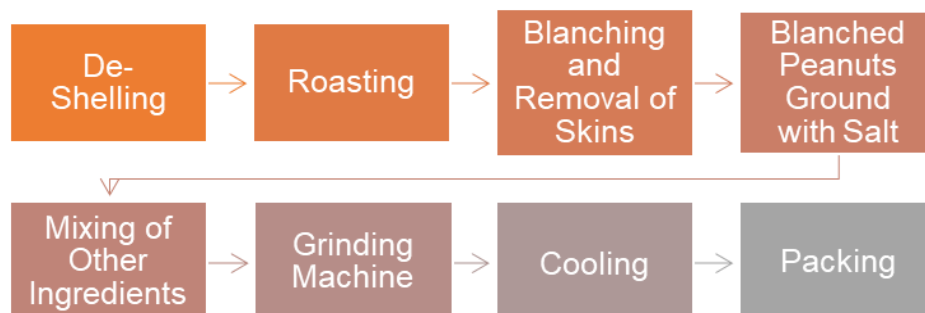 De-
Shelling
Roasting
Blanching
and
Removal of
Skins
Blanched
Peanuts
Ground
with Salt
Mixing of
Other
Ingredients
Grinding
Machine
Cooling
Packing